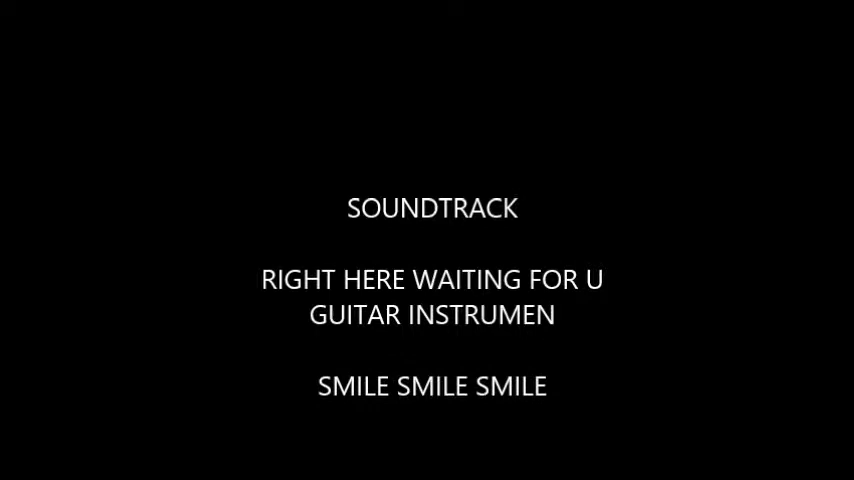 SOUNDTRACK
RIGHT HERE WAITING FOR U
GUITAR INSTRUMEN
SMILE SMILE SMILE